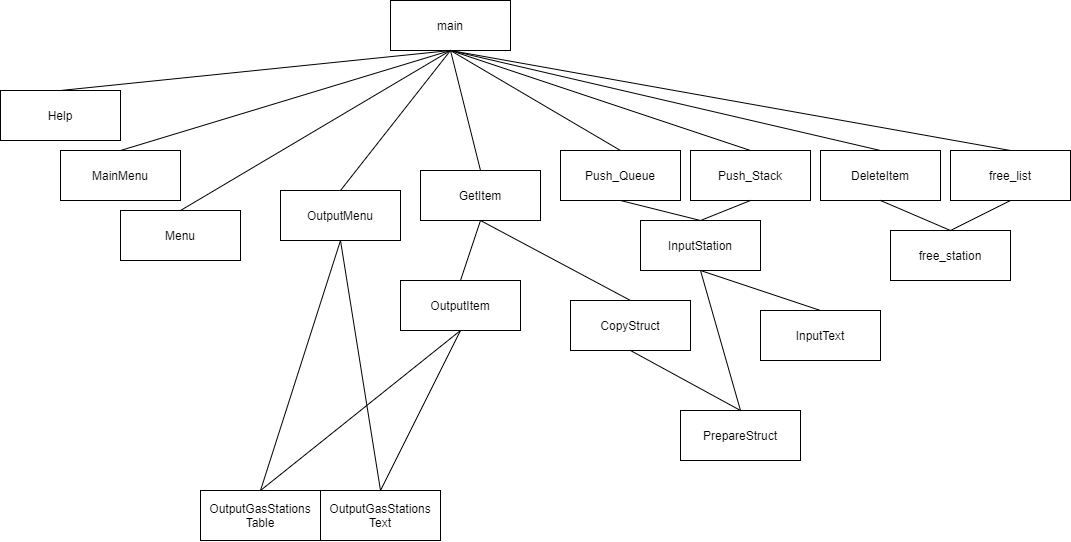 main
Help
MainMenu
Menu
OutputMenu
GetItem
Push_Queue
Push_Stack
DeleteItem
free_list
InputStation
free_station
OutputItem
CopyStruct
InputText
PrepareStruct
OutputGasStations
Table
OutputGasStations
Text